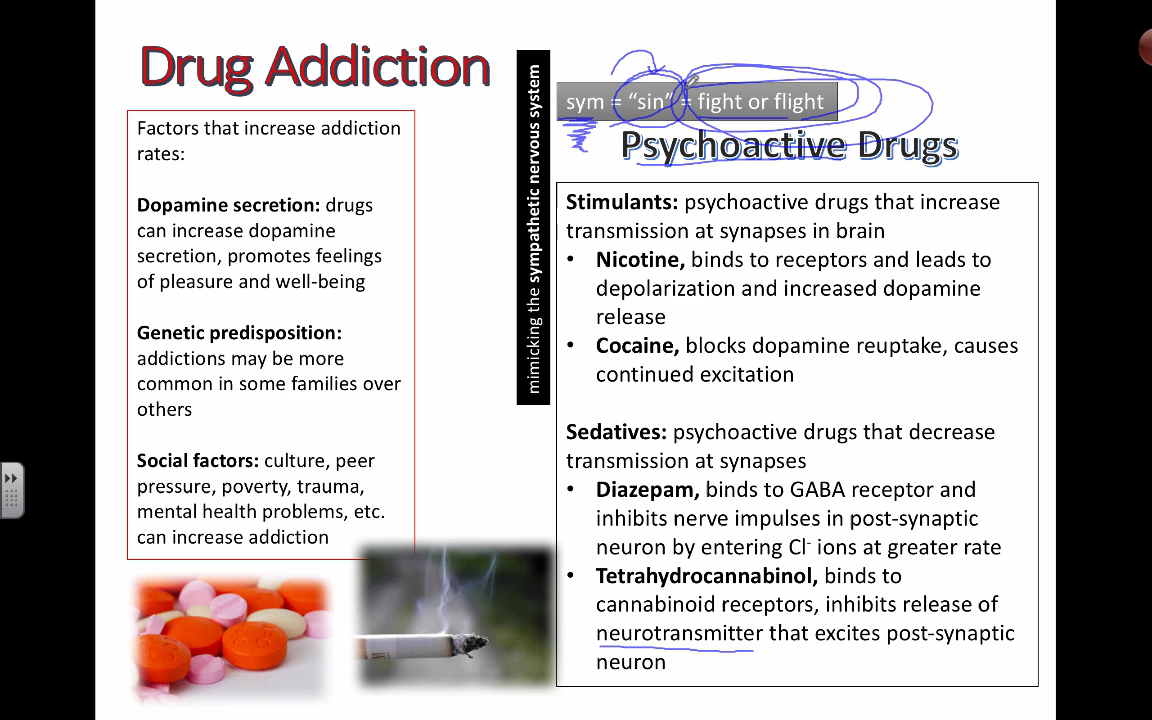 Drug Addiction
Factors that increase addiction
rates:
Dopamine secretion: drugs
can increase dopamine
secretion, promotes feelings
of pleasure and well-being
Genetic predisposition:
addictions may be more
common in some families over
others
Social factors: culture, peer
pressure, poverty, trauma,
mental health problems, etc.
can increase addiction
mimicking the sympathetic nervous system
sym = “sin” = fight or flight
Psychoactive Drugs
Stimulants: psychoactive drugs that increase
transmission at synapses in brain
• Nicotine, binds to receptors and leads to
depolarization and increased dopamine
release
• Cocaine, blocks dopamine reuptake, causes
continued excitation
Sedatives: psychoactive drugs that decrease
transmission at synapses
• Diazepam, binds to GABA receptor and
inhibits nerve impulses in post-synaptic
neuron by entering Cl⁻ ions at greater rate
• Tetrahydrocannabinol, binds to
cannabinoid receptors, inhibits release of
neurotransmitter that excites post-synaptic
neuron